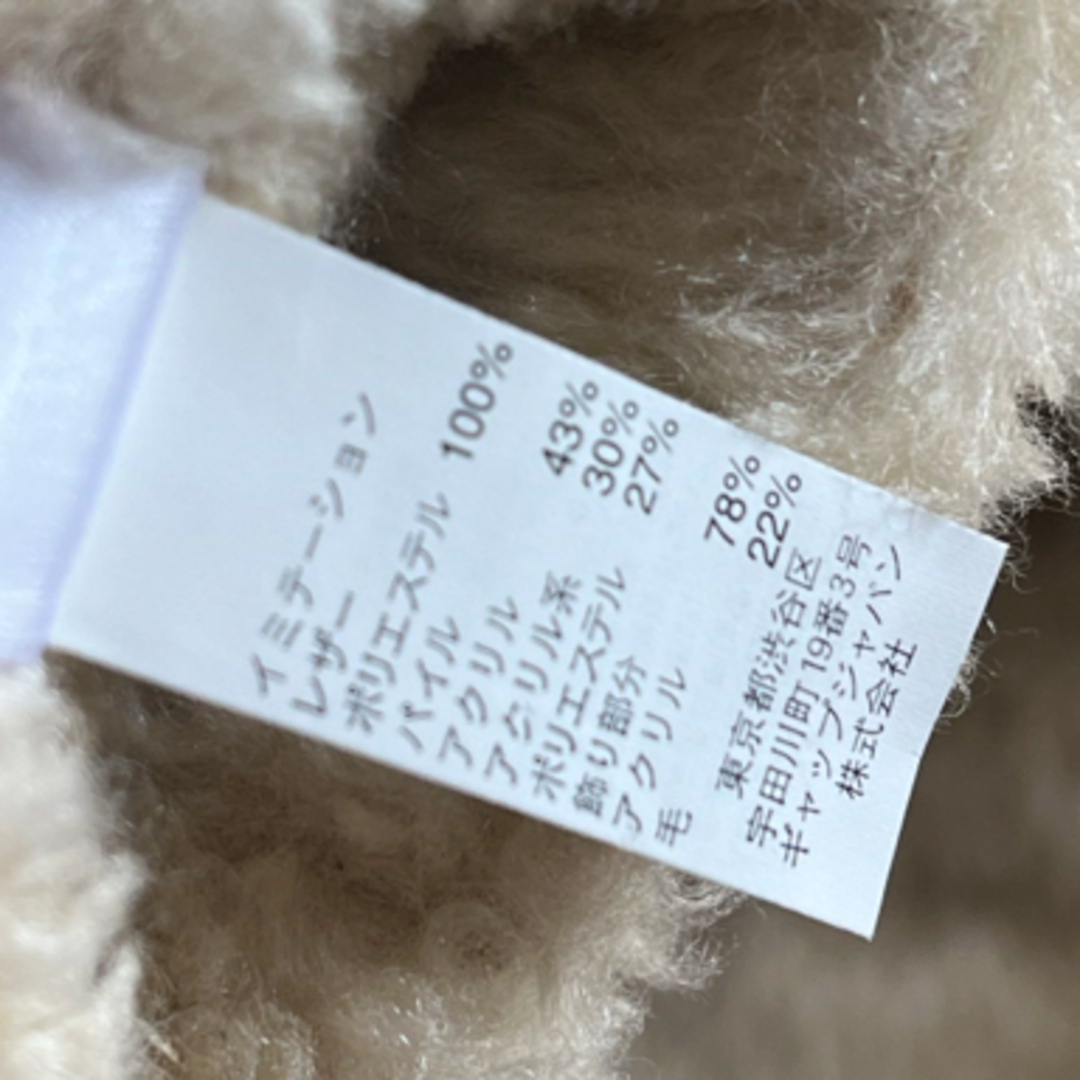 イミテーション
レザー
ポリエステル 100%
パイル
アクリル 43%
アクリル系 30%
ポリエステル 27%
飾り部分
アクリル 78%
毛 22%
東京都渋谷区
宇田川町19番3号
ギャップジャパン
株式会社